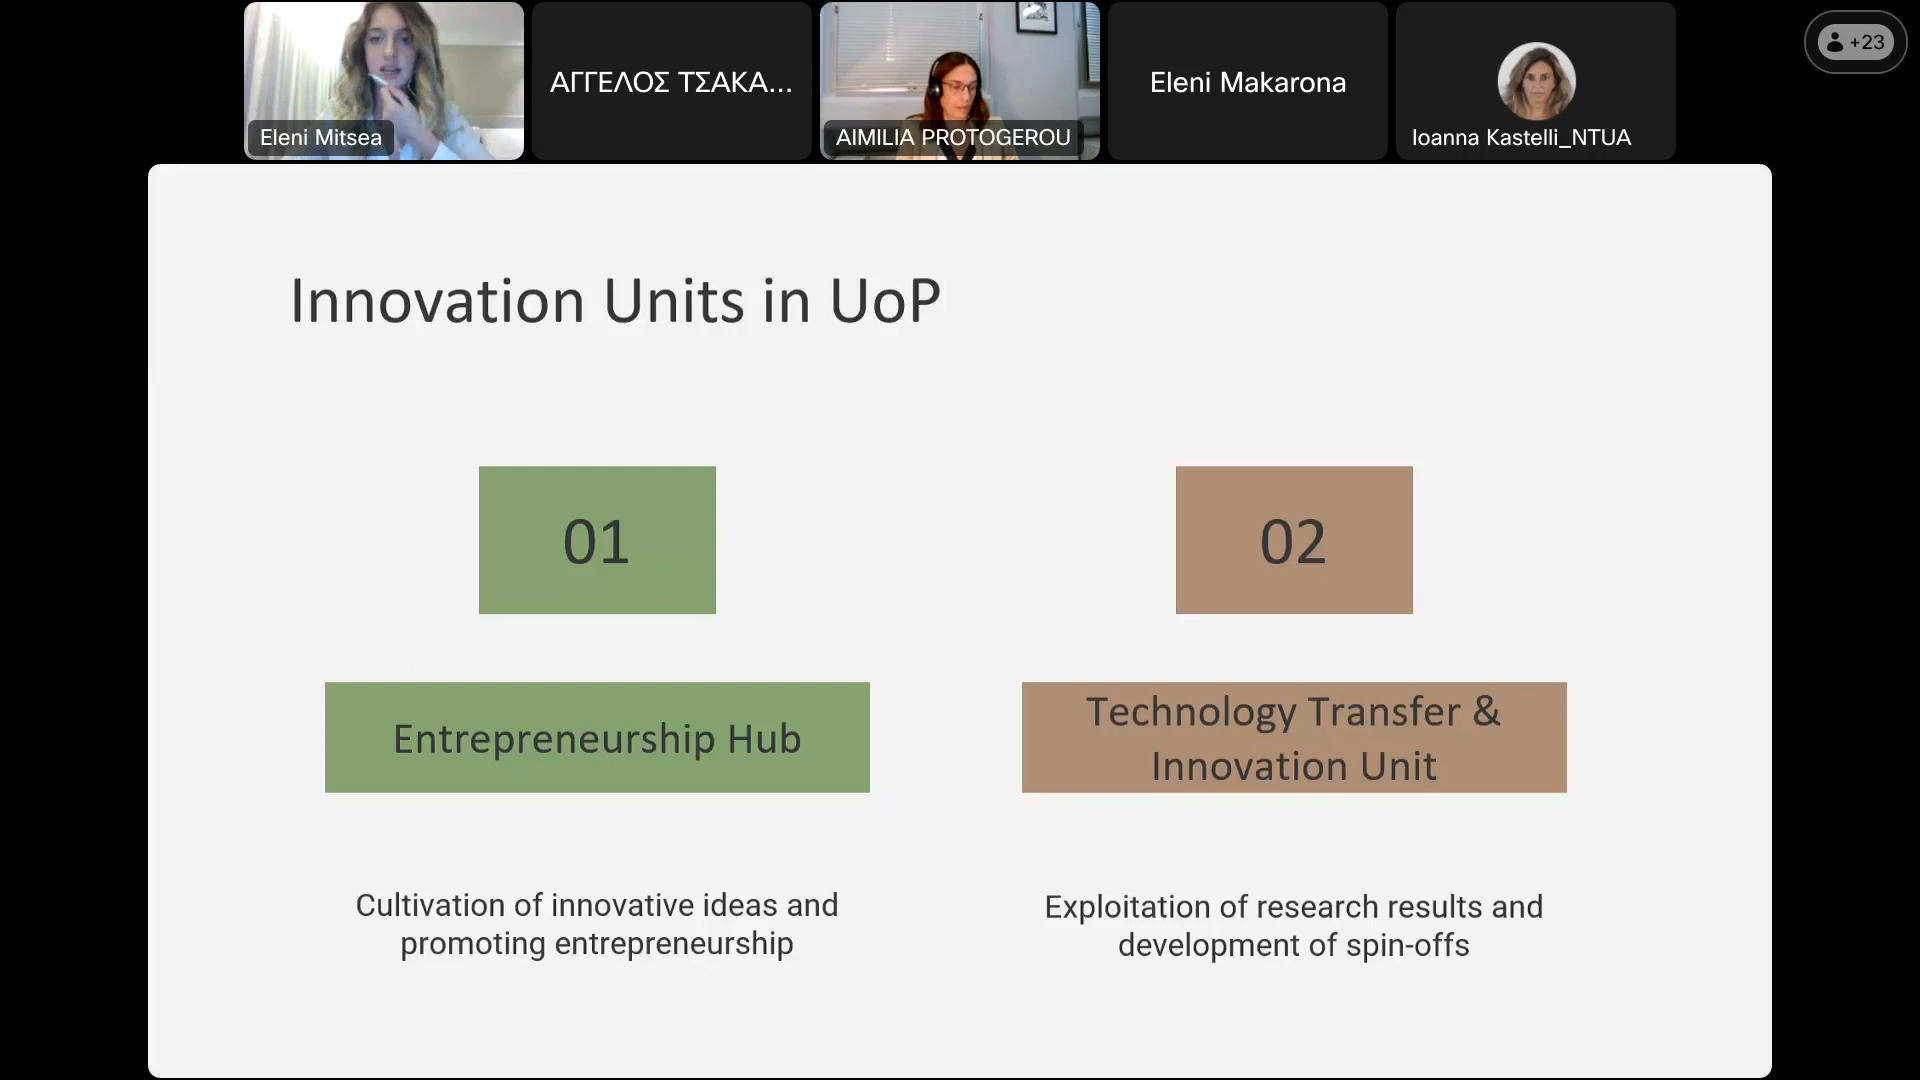 Eleni Mitsea
ΑΓΓΕΛΟΣ ΤΣΑΚΑ...
AIMILIA PROTOGEROU
Eleni Makarona
Ioanna Kastelli_NTUA
+23
Innovation Units in UoP
01
Entrepreneurship Hub
Cultivation of innovative ideas and
promoting entrepreneurship
02
Technology Transfer &
Innovation Unit
Exploitation of research results and
development of spin-offs